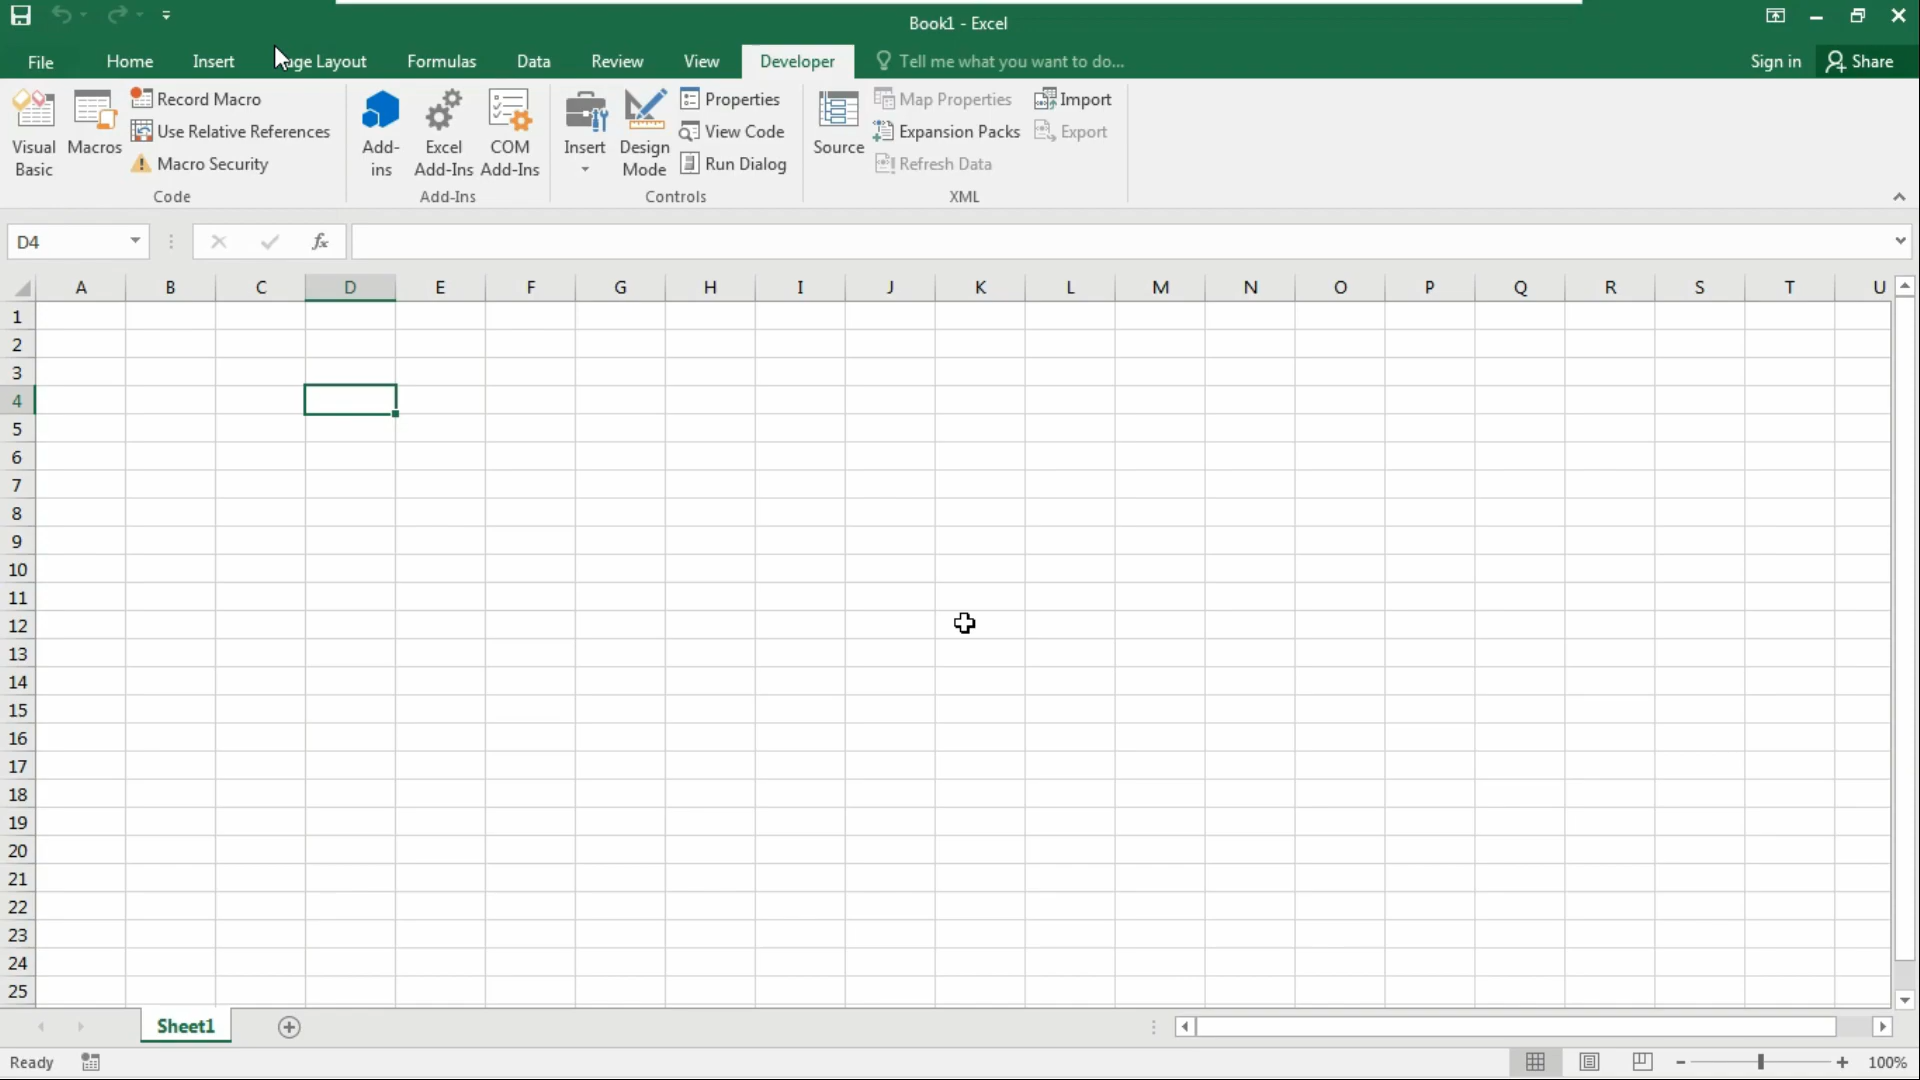 Book1 - Excel
File Home Insert Page Layout Formulas Data Review View Developer Tell me what you want to do... Sign in Share
Visual Basic
Macros
Record Macro
Use Relative References
Macro Security
Code
Add-ins
Excel Add-Ins
COM Add-Ins
Add-Ins
Insert
Design Mode
Properties
View Code
Run Dialog
Controls
Source
Map Properties
Expansion Packs
Refresh Data
Import
Export
XML
D4
fx
A B C D E F G H I J K L M N O P Q R S T U
1
2
3
4
5
6
7
8
9
10
11
12
13
14
15
16
17
18
19
20
21
22
23
24
25
Sheet1
Ready 100%